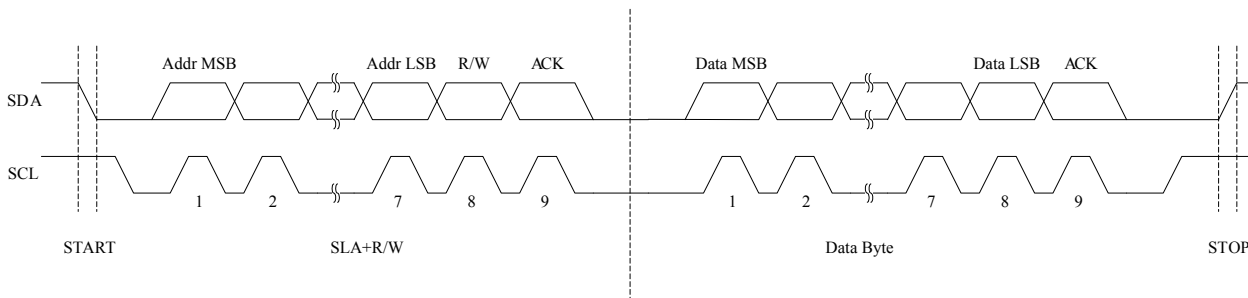 Addr MSB Addr LSB R/W ACK Data MSB Data LSB ACK
SDA
SCL
1 2 7 8 9 1 2 7 8 9
START SLA+R/W Data Byte STOP